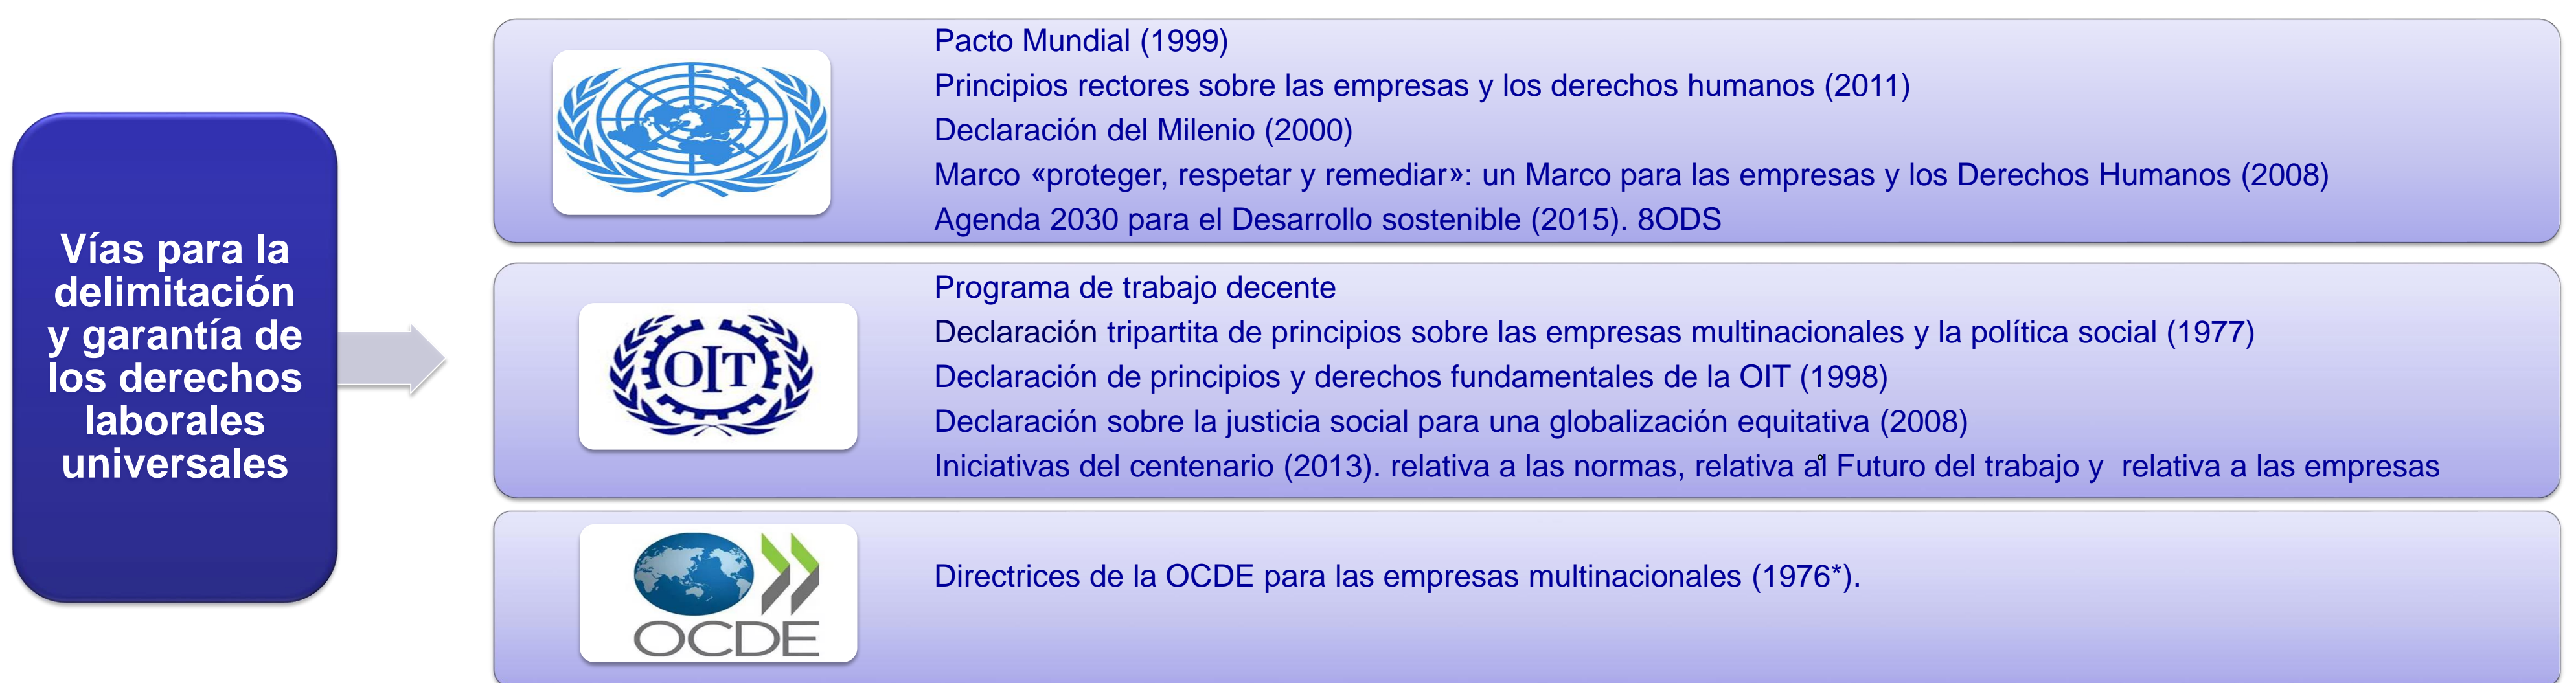 Vías para la
delimitación
y garantía de
los derechos
laborales
universales
Pacto Mundial (1999)
Principios rectores sobre las empresas y los derechos humanos (2011)
Declaración del Milenio (2000)
Marco «proteger, respetar y remediar»: un Marco para las empresas y los Derechos Humanos (2008)
Agenda 2030 para el Desarrollo sostenible (2015). 8ODS
OIT
Programa de trabajo decente
Declaración tripartita de principios sobre las empresas multinacionales y la política social (1977)
Declaración de principios y derechos fundamentales de la OIT (1998)
Declaración sobre la justicia social para una globalización equitativa (2008)
Iniciativas del centenario (2013). relativa a las normas, relativa al Futuro del trabajo y  relativa a las empresas
OCDE
Directrices de la OCDE para las empresas multinacionales (1976*).